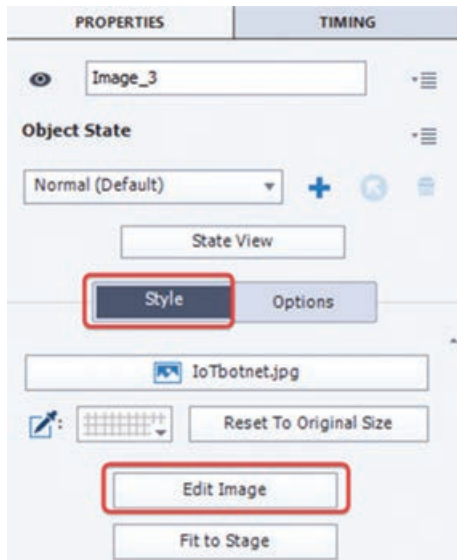 PROPERTIES TIMING
Image_3
Object State
Normal (Default)
State View
Style Options
IoTbotnet.jpg
: Reset To Original Size
Edit Image
Fit to Stage